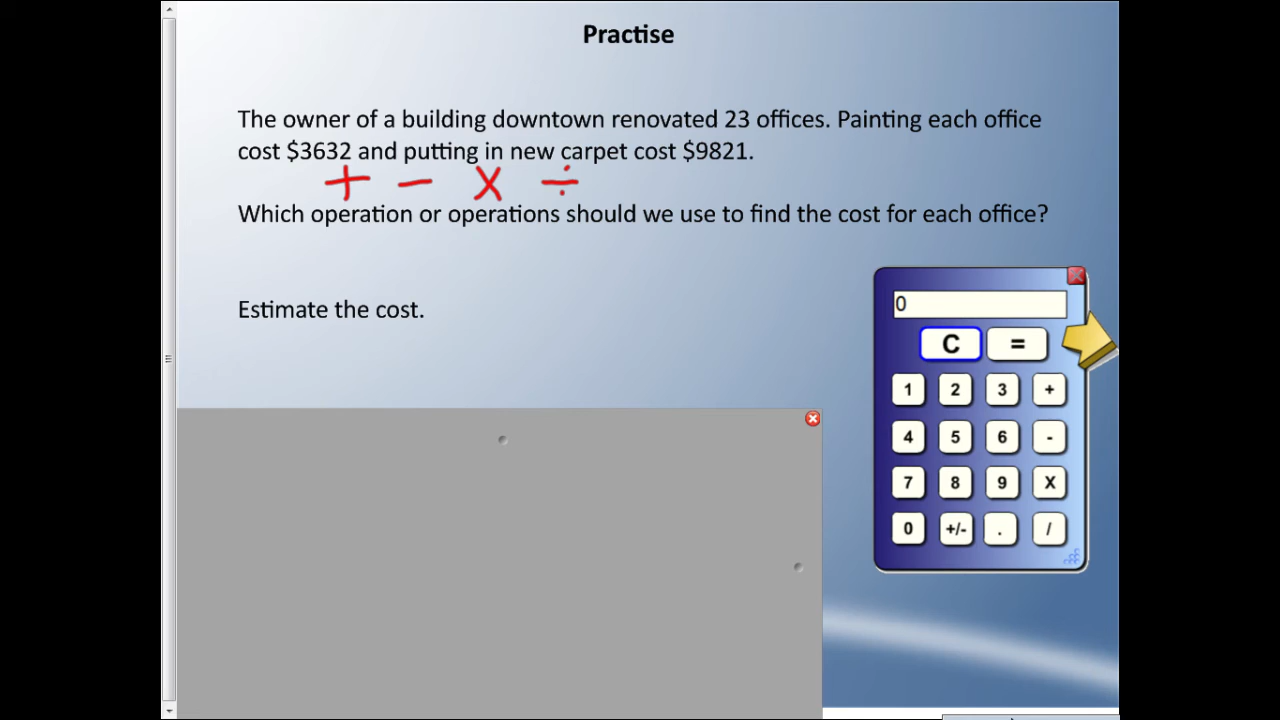 Practise
The owner of a building downtown renovated 23 offices. Painting each office
cost $3632 and putting in new carpet cost $9821.
+ − x ÷
Which operation or operations should we use to find the cost for each office?
Estimate the cost.
0
C =
1 2 3 +
4 5 6 -
7 8 9 X
0 +/- . /